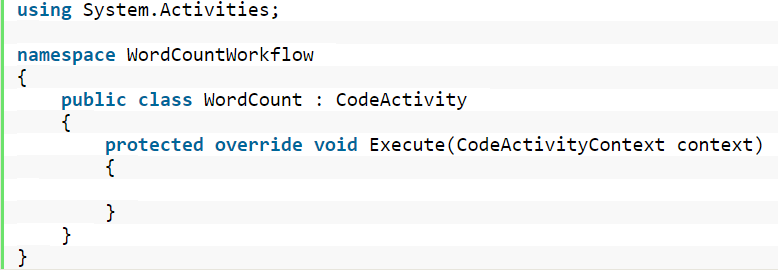 using System.Activities;
namespace WordCountWorkflow
{
    public class WordCount : CodeActivity
    {
        protected override void Execute(CodeActivityContext context)
        {
        }
    }
}